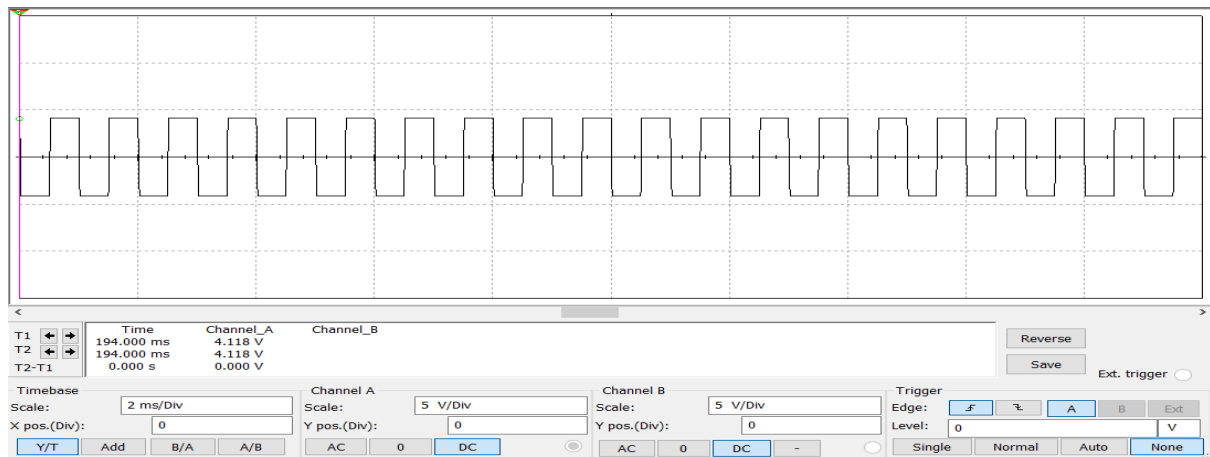 Time Channel_A Channel_B
T1 194.000 ms 4.118 V
T2 194.000 ms 4.118 V
T2-T1 0.000 s 0.000 V
Reverse
Save
Ext. trigger
Timebase
Scale: 2 ms/Div
X pos.(Div): 0
Y/T Add B/A A/B
Channel A
Scale: 5 V/Div
Y pos.(Div): 0
AC 0 DC
Channel B
Scale: 5 V/Div
Y pos.(Div): 0
AC 0 DC -
Trigger
Edge: A B Ext
Level: 0 V
Single Normal Auto None